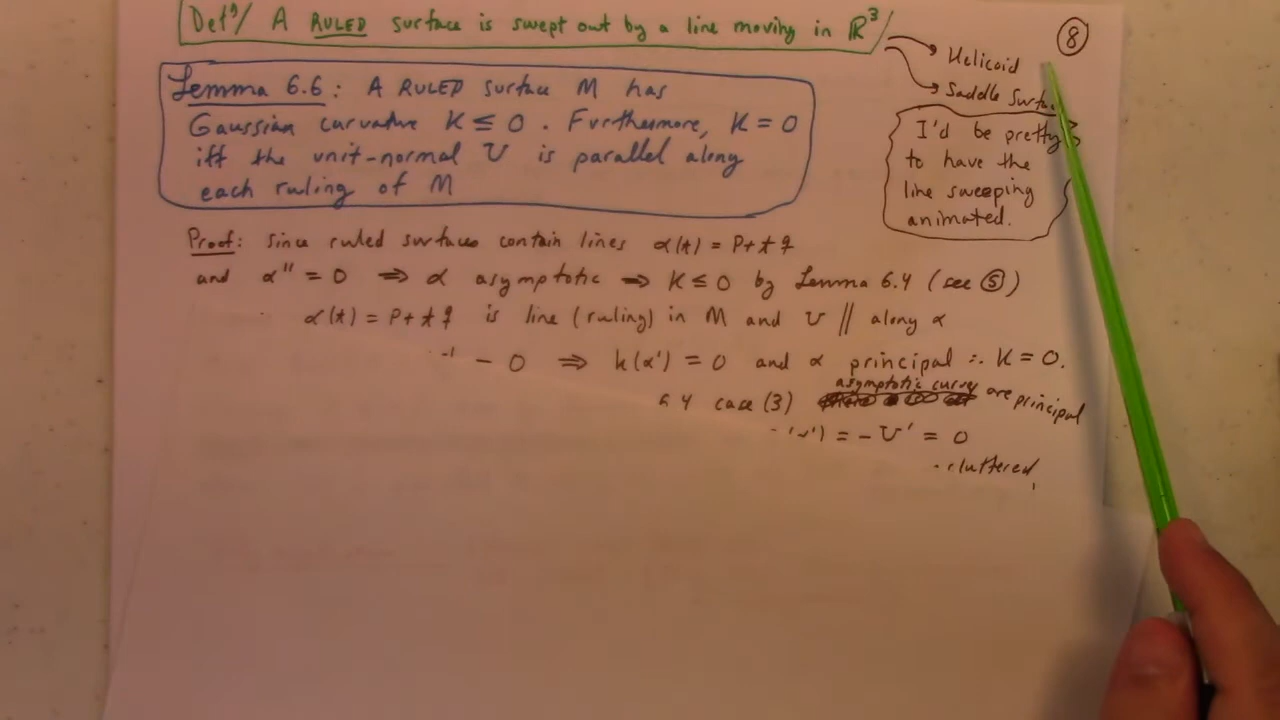 Defⁿ/ A RULED surface is swept out by a line moving in ℝ³/
⑧
→ Helicoid
→ Saddle Surface
I'd be pretty
to have the
line sweeping
animated.
Lemma 6.6: A RULED surface M has
Gaussian curvature K ≤ 0. Furthermore, K = 0
iff the unit-normal U is parallel along
each ruling of M
Proof: Since ruled surfaces contain lines α(t) = p + t q
and α'' = 0 ⇒ α asymptotic ⇒ K ≤ 0 by Lemma 6.4 (see ⑤)
α(t) = p + t q is line (ruling) in M and U // along α
= 0 ⇒ k(α') = 0 and α principal ∴ K = 0.
6.4 case (3) asymptotic curves are principal
= -U' = 0
cluttered